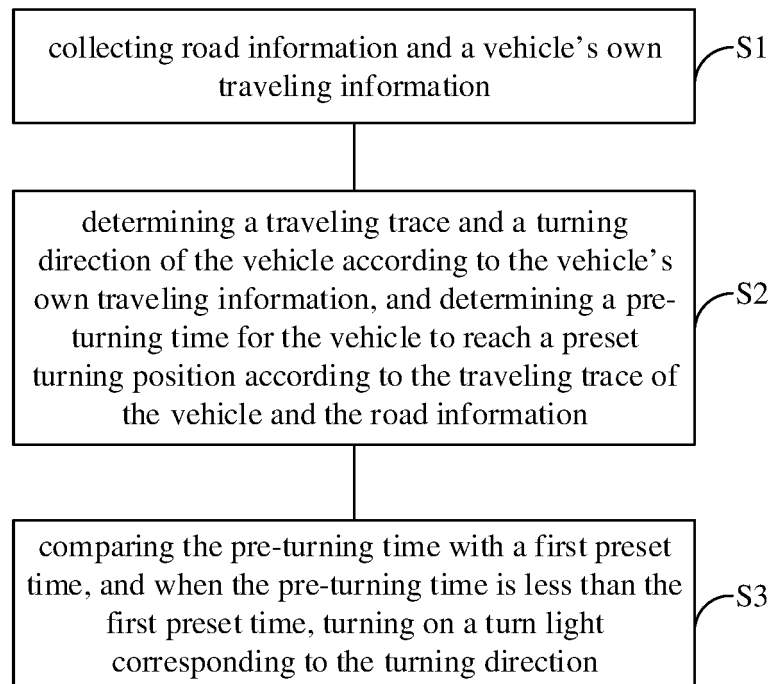 collecting road information and a vehicle’s own
traveling information
S1
determining a traveling trace and a turning
direction of the vehicle according to the vehicle’s
own traveling information, and determining a pre-
turning time for the vehicle to reach a preset
turning position according to the traveling trace of
the vehicle and the road information
S2
comparing the pre-turning time with a first preset
time, and when the pre-turning time is less than the
first preset time, turning on a turn light
corresponding to the turning direction
S3